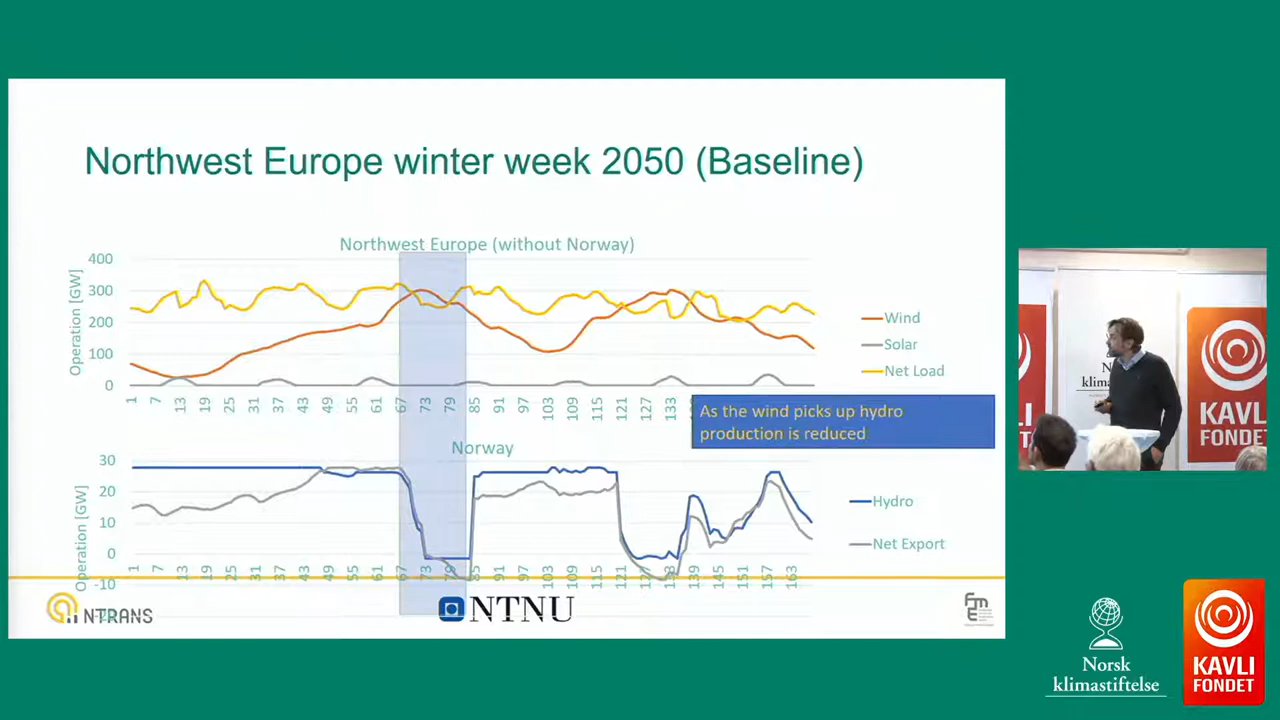 Northwest Europe winter week 2050 (Baseline)
Northwest Europe (without Norway)
Operation [GW]
400
300
200
100
0
1 7 13 19 25 31 37 43 49 55 61 67 73 79 85 91 97 103 109 115 121 127 133 1
Wind
Solar
Net Load
As the wind picks up hydro
production is reduced
Norway
Operation [GW]
30
20
10
0
-10
1 7 13 19 25 31 37 43 49 55 61 67 73 79 85 91 97 103 109 115 121 127 133 139 145 151 157 163
Hydro
Net Export
NTRANS
NTNU
FME
klima
KAVLI
FONDET
Norsk
klimastiftelse
KAVLI
FONDET